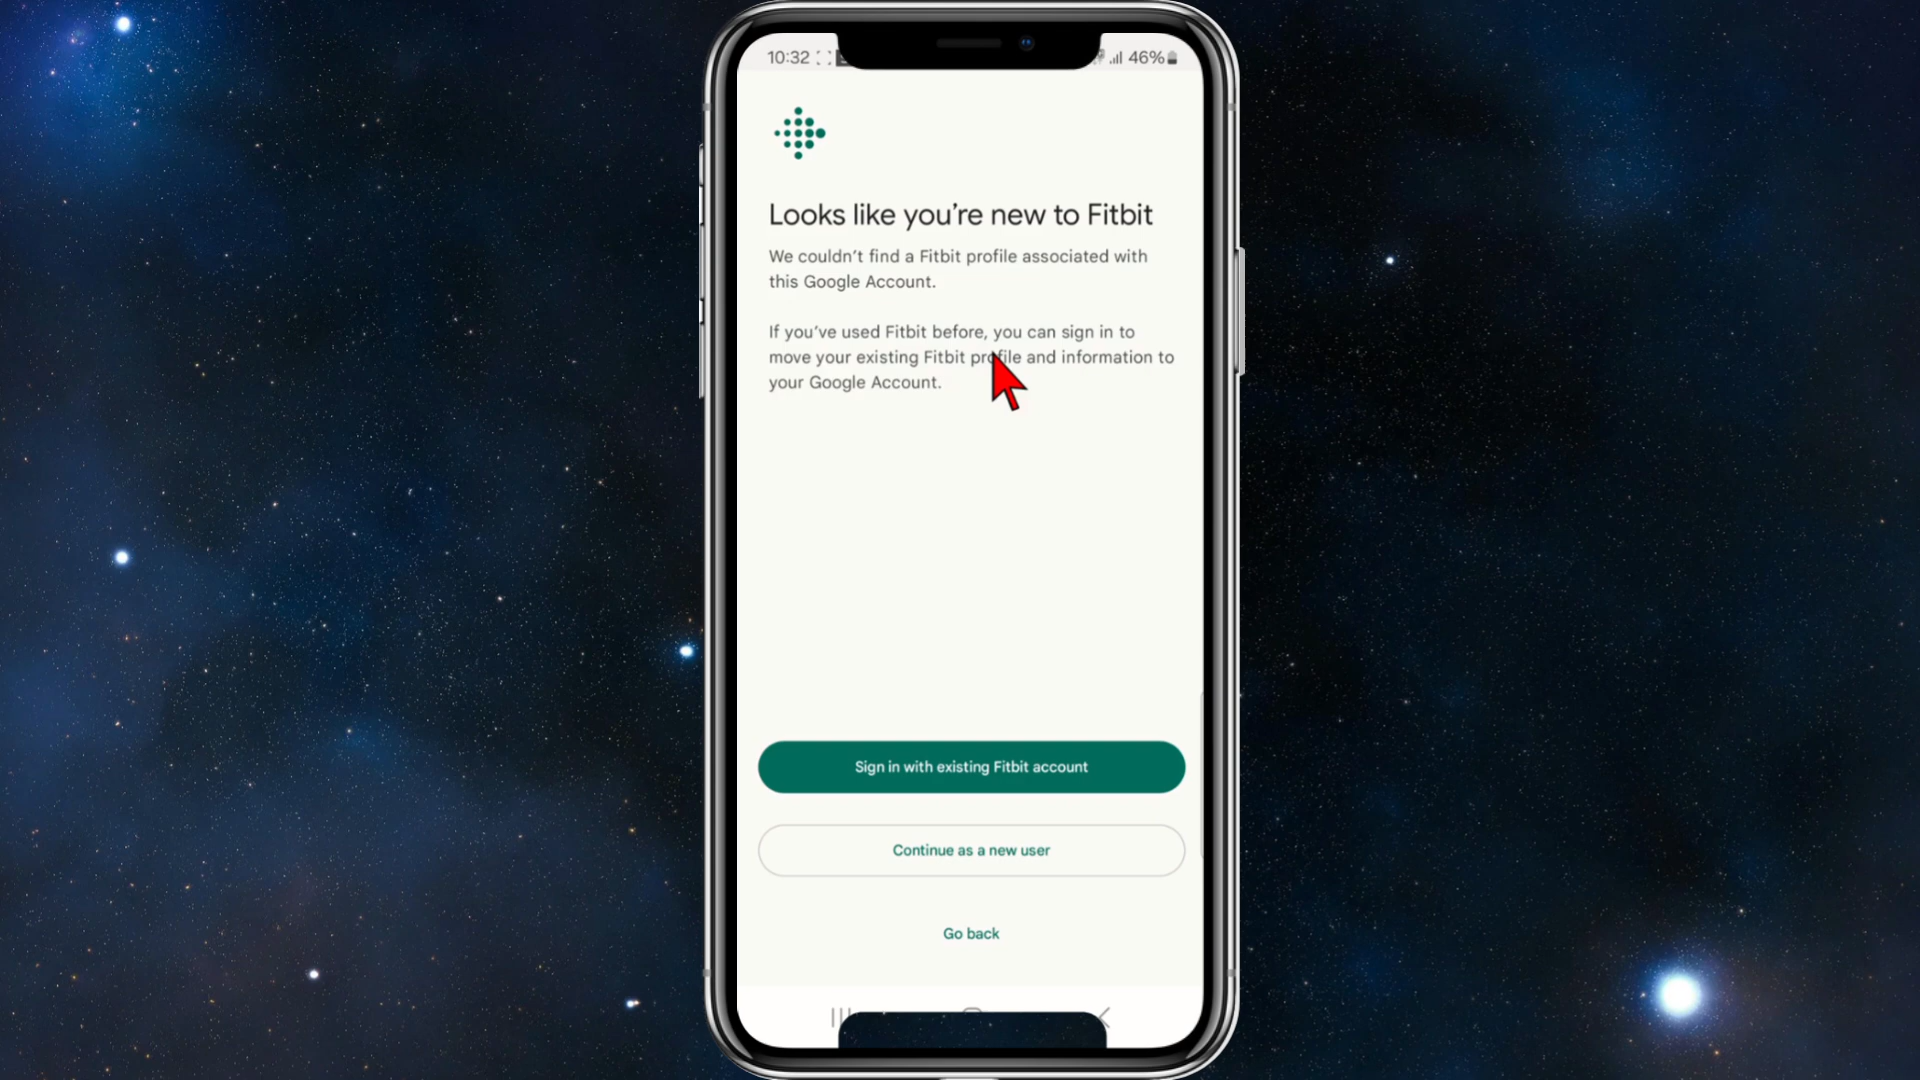 10:32
46%
Looks like you're new to Fitbit
We couldn't find a Fitbit profile associated with
this Google Account.
If you've used Fitbit before, you can sign in to
move your existing Fitbit profile and information to
your Google Account.
Sign in with existing Fitbit account
Continue as a new user
Go back